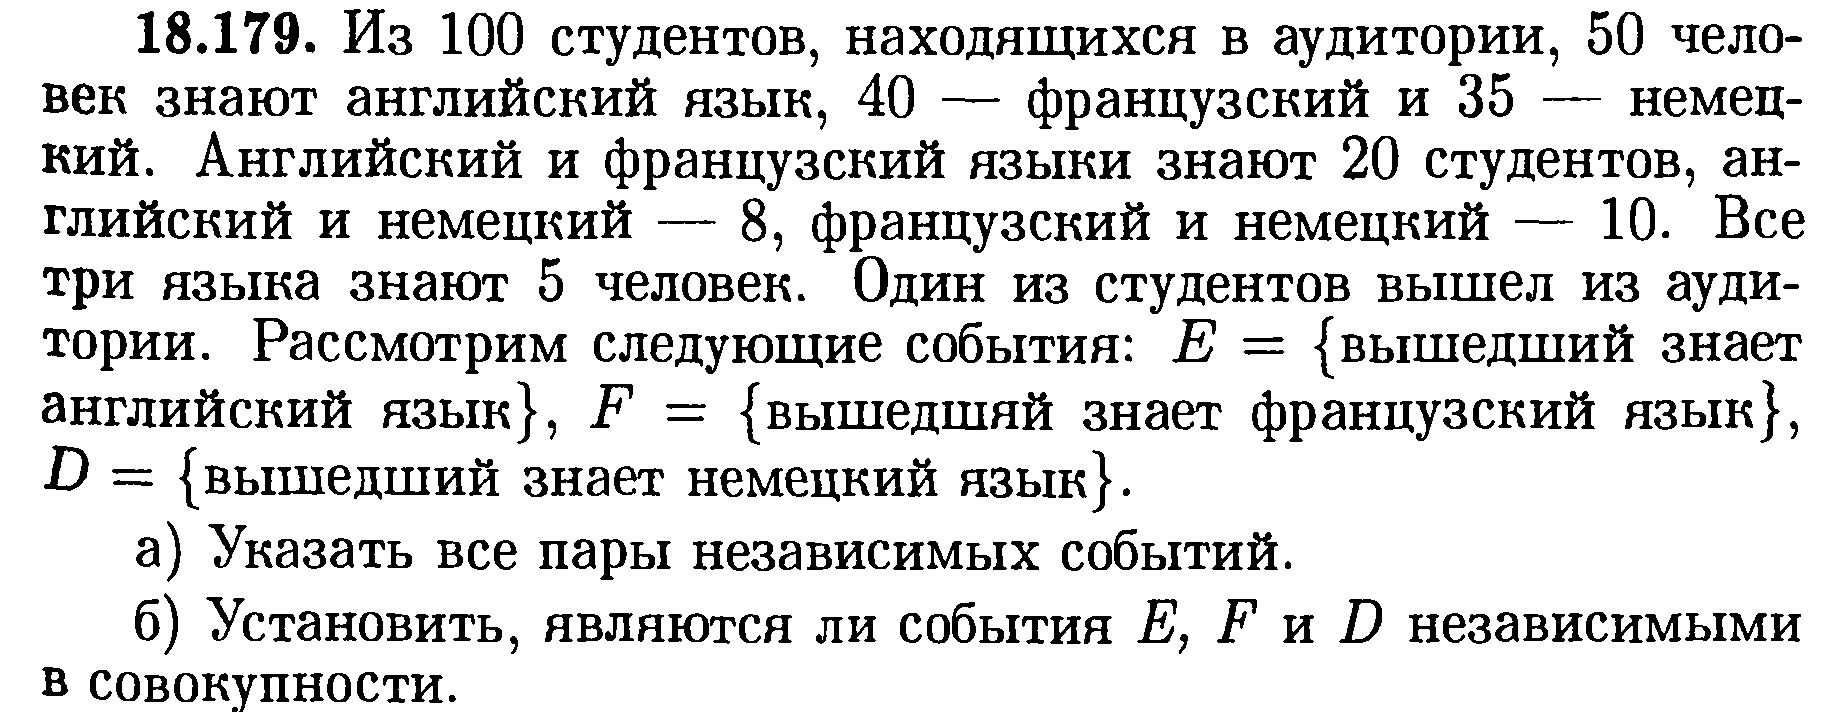 18.179. Из 100 студентов, находящихся в аудитории, 50 чело-
век знают английский язык, 40 — французский и 35 — немец-
кий. Английский и французский языки знают 20 студентов, ан-
глийский и немецкий — 8, французский и немецкий — 10. Все
три языка знают 5 человек. Один из студентов вышел из ауди-
тории. Рассмотрим следующие события: E = {вышедший знает
английский язык}, F = {вышедшяй знает французский язык},
D = {вышедший знает немецкий язык}.
а) Указать все пары независимых событий.
б) Установить, являются ли события E, F и D независимыми
в совокупности.